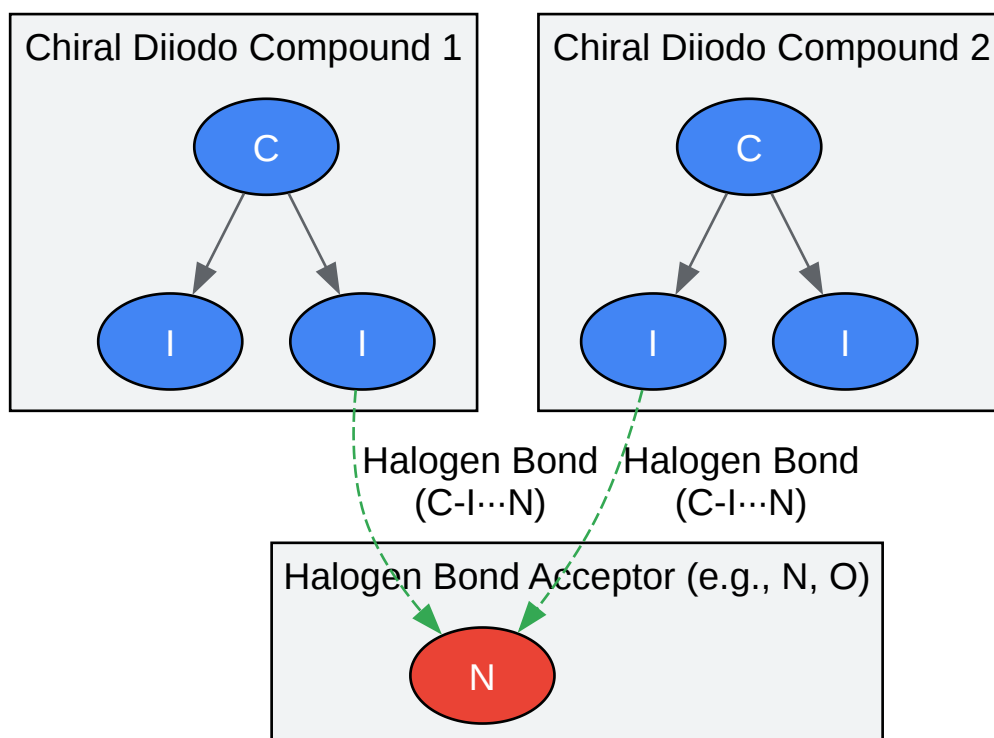 Chiral Diiodo Compound 1
C
I
I
Chiral Diiodo Compound 2
C
I
I
Halogen Bond
(C-I···N)
Halogen Bond
(C-I···N)
Halogen Bond Acceptor (e.g., N, O)
N